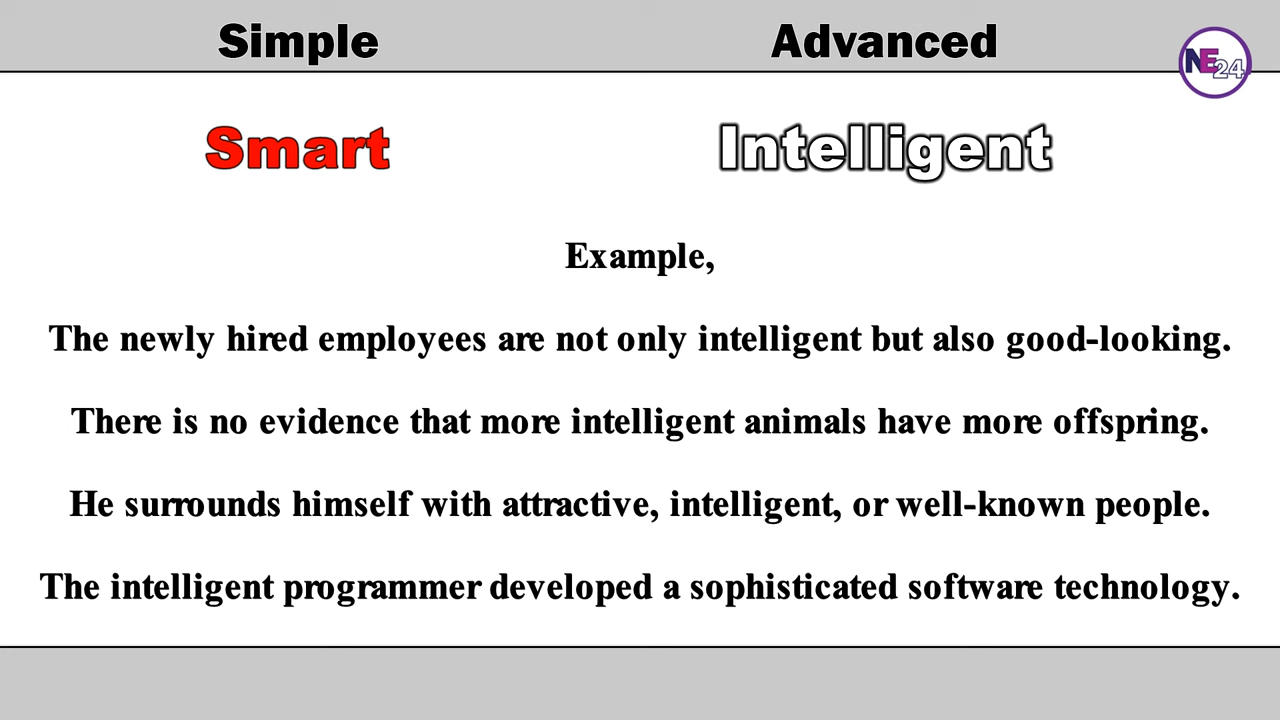 Simple Advanced
NE24
Smart Intelligent
Example,
The newly hired employees are not only intelligent but also good-looking.
There is no evidence that more intelligent animals have more offspring.
He surrounds himself with attractive, intelligent, or well-known people.
The intelligent programmer developed a sophisticated software technology.